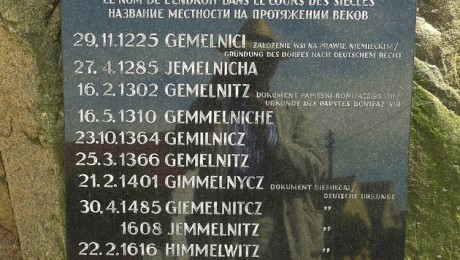 LE NOM DE L'ENDROIT DANS LE COURS DES SIÈCLES
НАЗВАНИЕ МЕСТНОСТИ НА ПРОТЯЖЕНИИ ВЕКОВ
29.11.1225 GEMELNICI ZAŁOŻENIE WSI NA PRAWIE NIEMIECKIM/
GRÜNDUNG DES DORFES NACH DEUTSCHEM RECHT
27.4.1285 JEMELNICHA
16.2.1302 GEMELNITZ DOKUMENT PAPIESKI-BONIFAZEGO VIII/
URKUNDE DES PAPSTES BONIFAZ VIII
16.5.1310 GEMMELNICHE
23.10.1364 GEMILNICZ
25.3.1366 GEMELNITZ
21.2.1401 GIMMELNYCZ DOKUMENT NIEMIECKI/
DEUTSCHE URKUNDE
30.4.1485 GIEMELNITCZ "
1608 JEMMELNITZ "
22.2.1616 HIMMELWITZ "